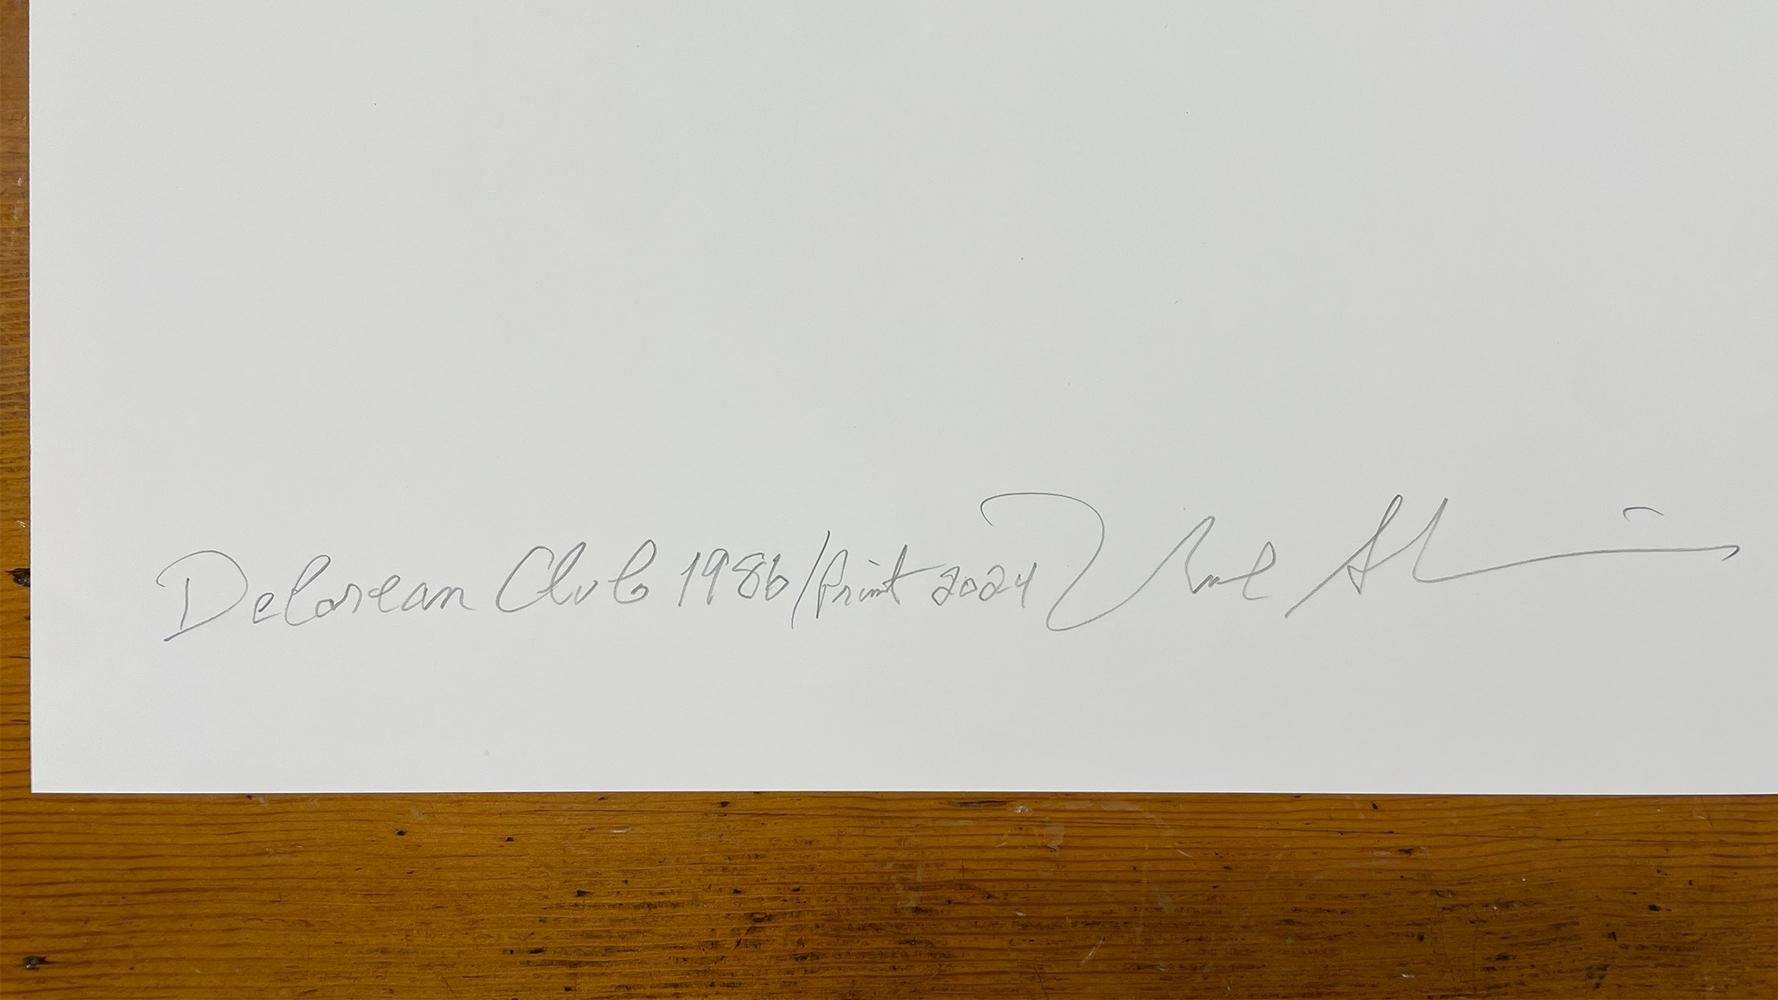 Delorean Club 1986/Print 2024